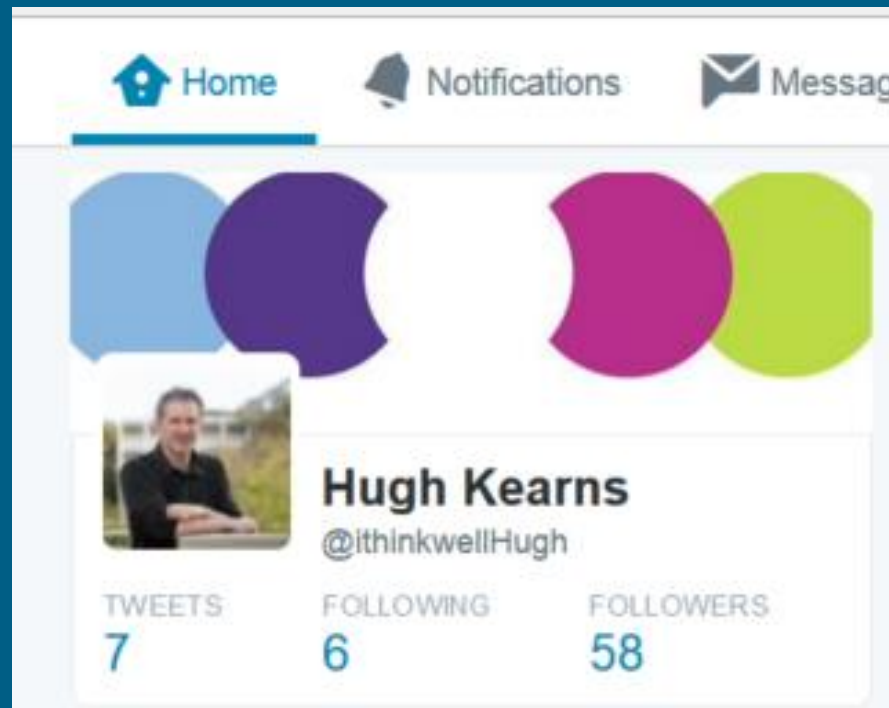 Home Notifications Messag
Hugh Kearns
@ithinkwellHugh
TWEETS FOLLOWING FOLLOWERS
7 6 58